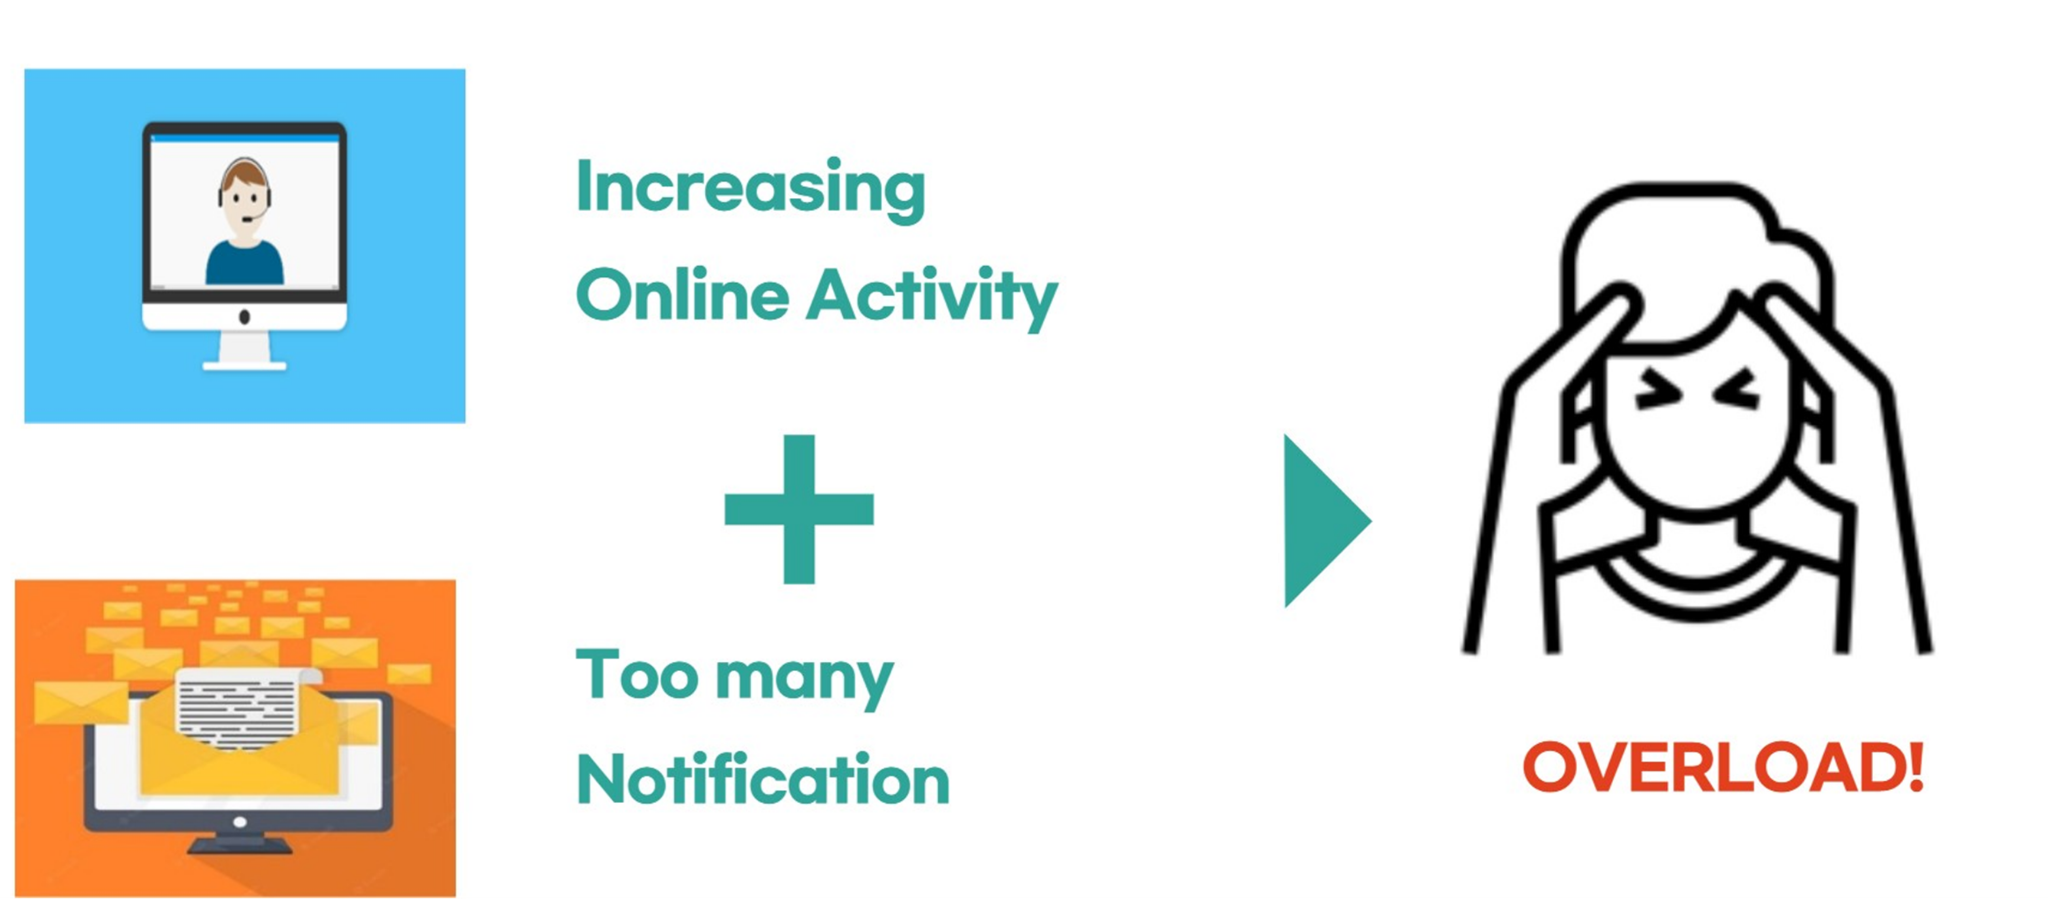 Increasing
Online Activity
Too many
Notification
OVERLOAD!